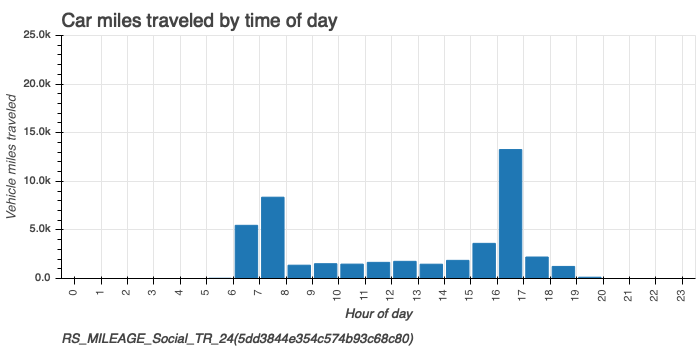 Car miles traveled by time of day
25.0k
20.0k
15.0k
10.0k
5.0k
0.0
Vehicle miles traveled
0 1 2 3 4 5 6 7 8 9 10 11 12 13 14 15 16 17 18 19 20 21 22 23
Hour of day
RS_MILEAGE_Social_TR_24(5dd3844e354c574b93c68c80)